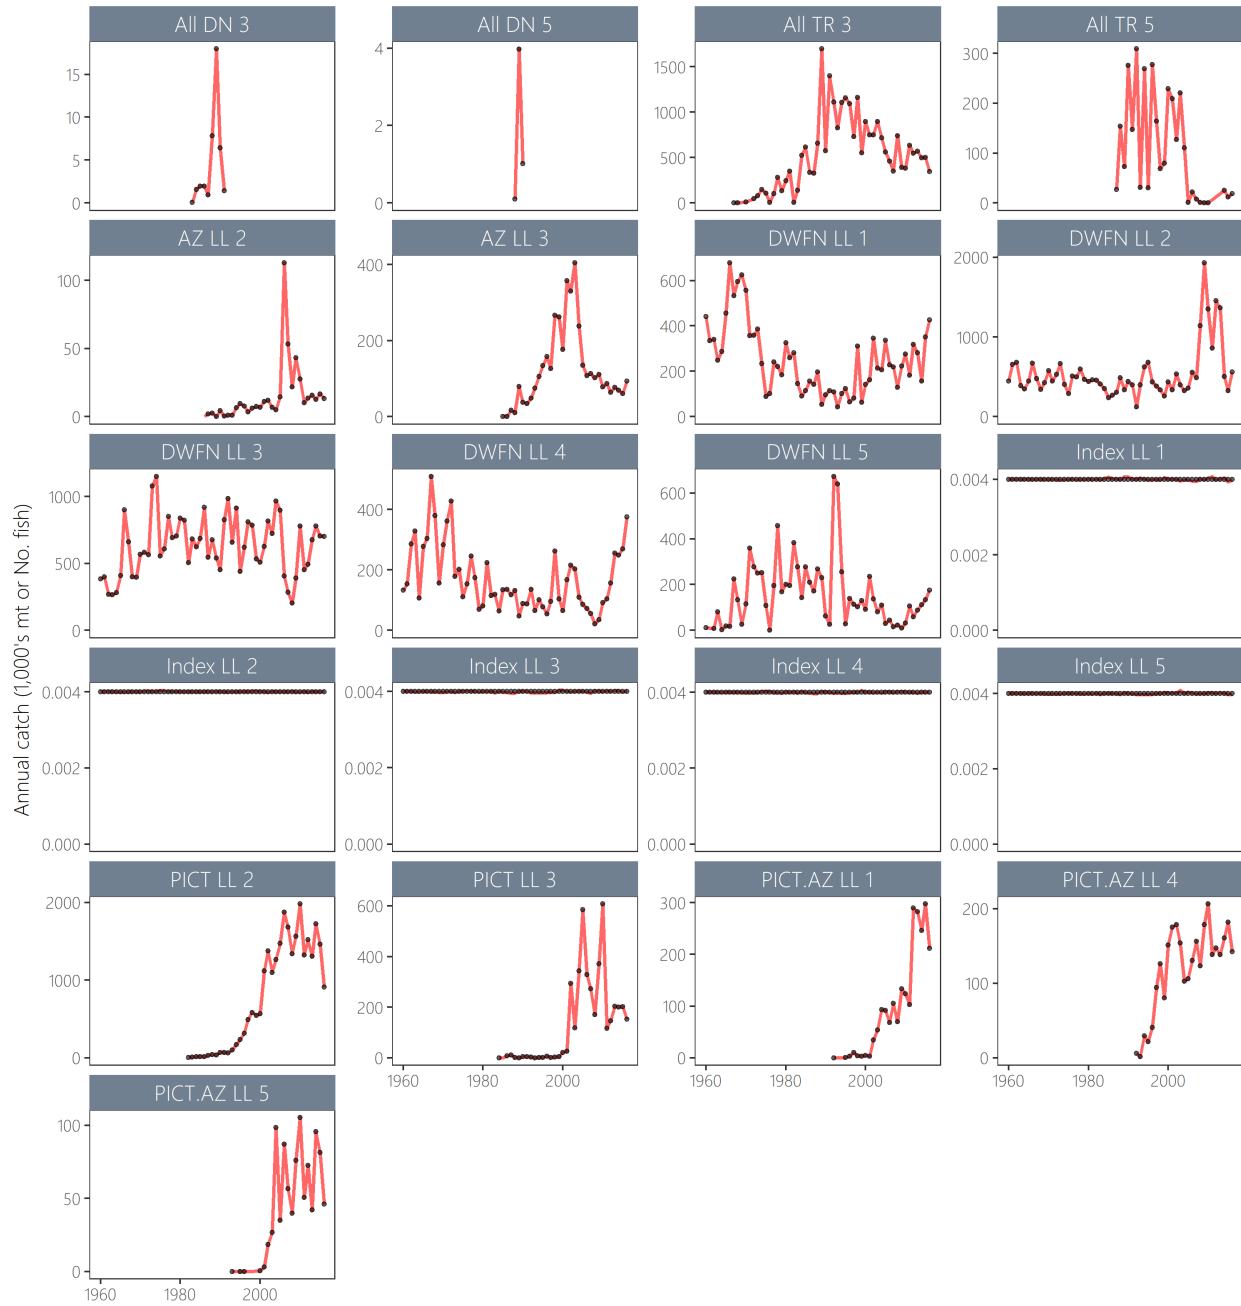 All DN 3
All DN 5
All TR 3
All TR 5
15
10
5
0
4
2
0
1500
1000
500
0
300
200
100
0
AZ LL 2
AZ LL 3
DWFN LL 1
DWFN LL 2
100
50
0
400
200
0
600
400
200
0
2000
1000
0
DWFN LL 3
DWFN LL 4
DWFN LL 5
Index LL 1
1000
500
0
400
200
0
600
400
200
0
0.004
0.002
0.000
Annual catch (1,000's mt or No. fish)
Index LL 2
Index LL 3
Index LL 4
Index LL 5
0.004
0.002
0.000
0.004
0.002
0.000
0.004
0.002
0.000
0.004
0.002
0.000
PICT LL 2
PICT LL 3
PICT.AZ LL 1
PICT.AZ LL 4
2000
1000
0
600
400
200
0
300
200
100
0
200
100
0
1960 1980 2000
1960 1980 2000
1960 1980 2000
PICT.AZ LL 5
100
50
0
1960 1980 2000